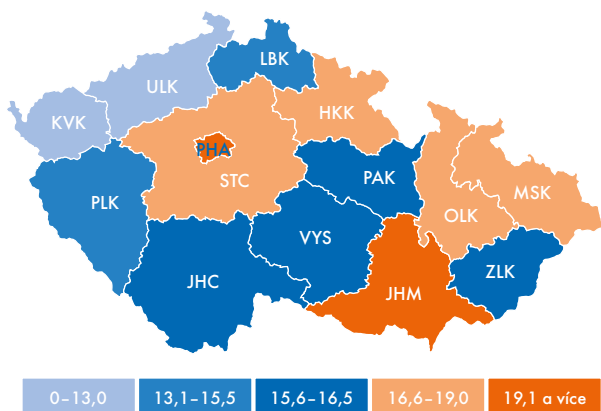 LBK
ULK
HKK
KVK
PHA
PAK
STC
MSK
PLK
OLK
VYS
ZLK
JHC
JHM
0–13,0 13,1–15,5 15,6–16,5 16,6–19,0 19,1 a více